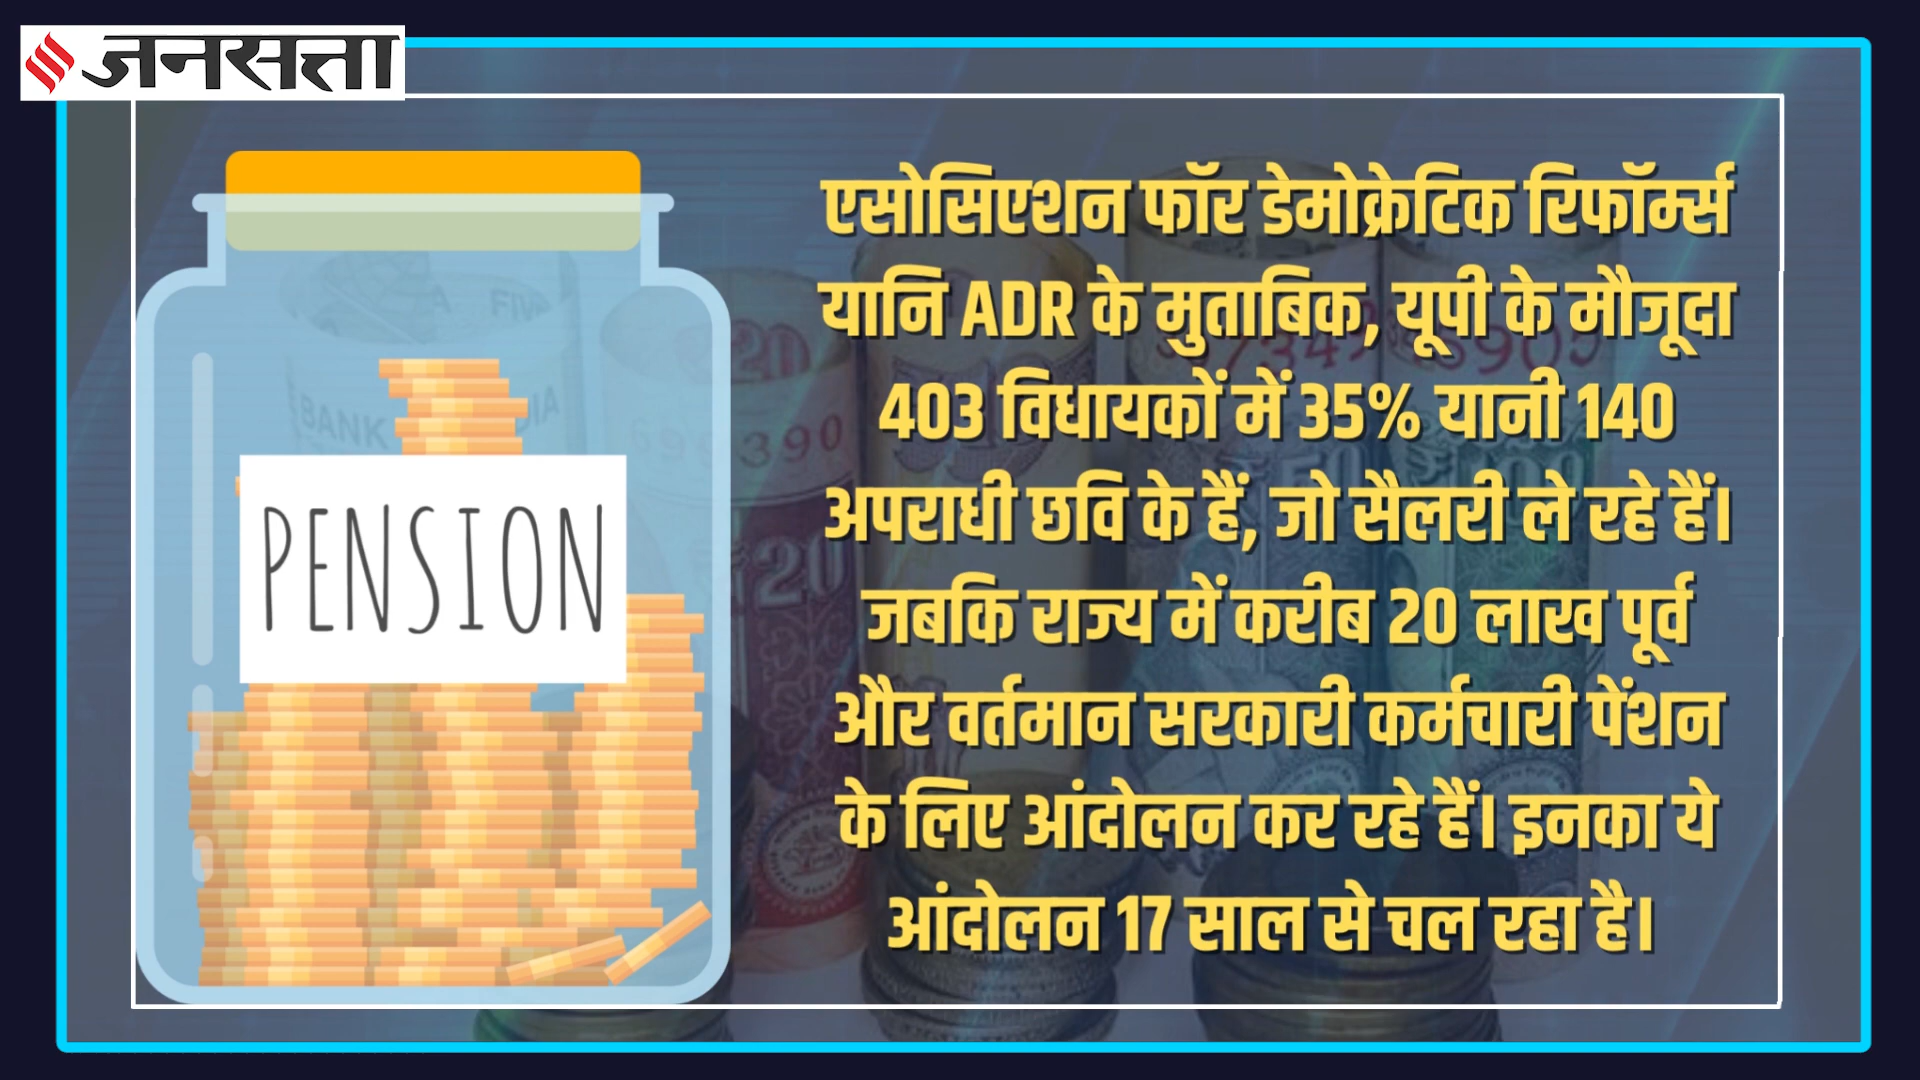 जनसत्ता
एसोसिएशन फॉर डेमोक्रेटिक रिफॉर्म्स
यानि ADR के मुताबिक, यूपी के मौजूदा
403 विधायकों में 35% यानी 140
अपराधी छवि के हैं, जो सैलरी ले रहे हैं।
जबकि राज्य में करीब 20 लाख पूर्व
और वर्तमान सरकारी कर्मचारी पेंशन
के लिए आंदोलन कर रहे हैं। इनका ये
आंदोलन 17 साल से चल रहा है।
PENSION